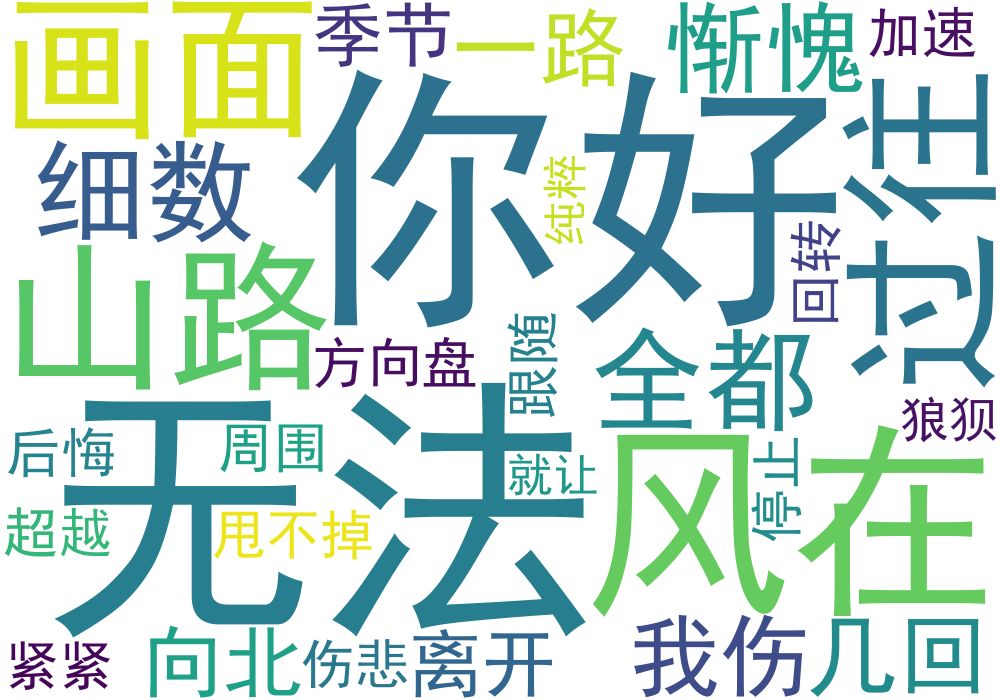 画面
季节
一路
惭愧
加速
细数
你好
纯粹
过往
回转
山路
方向盘
跟随
全都
狼狈
后悔
周围
无法
就让
风在
停止
超越
甩不掉
紧紧
向北
伤悲
离开
我伤
几回